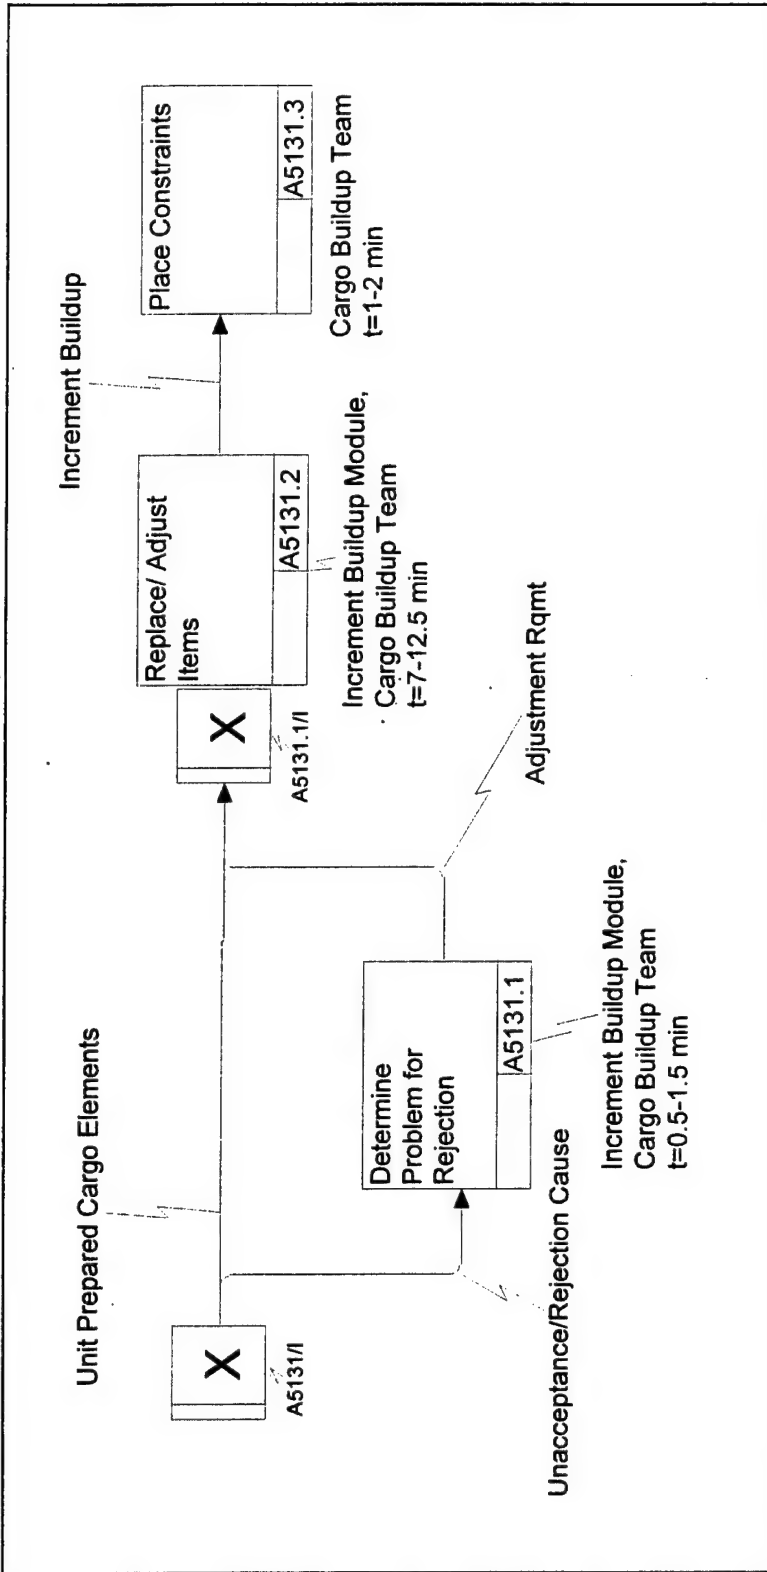 Unit Prepared Cargo Elements
Increment Buildup
X
A5131/I
X
A5131.1/I
Replace/ Adjust
Items
A5131.2
Increment Buildup Module,
Cargo Buildup Team
t=7-12.5 min
Place Constraints
A5131.3
Cargo Buildup Team
t=1-2 min
Determine
Problem for
Rejection
A5131.1
Increment Buildup Module,
Cargo Buildup Team
t=0.5-1.5 min
Unacceptance/Rejection Cause
Adjustment Rqmt